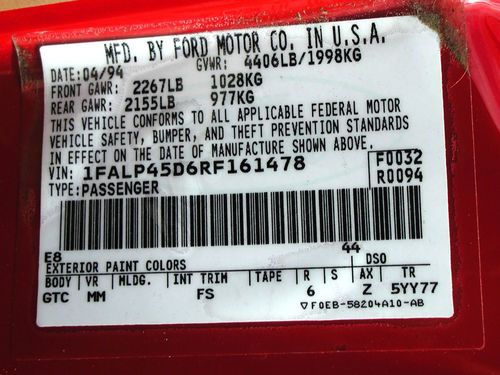 MFD. BY FORD MOTOR CO. IN U.S.A.
DATE: 04/94 GVWR: 4406LB/1998KG
FRONT GAWR: 2267LB 1028KG
REAR GAWR: 2155LB 977KG
THIS VEHICLE CONFORMS TO ALL APPLICABLE FEDERAL MOTOR
VEHICLE SAFETY, BUMPER, AND THEFT PREVENTION STANDARDS
IN EFFECT ON THE DATE OF MANUFACTURE SHOWN ABOVE.
VIN: 1FALP45D6RF161478 F0032
TYPE: PASSENGER R0094
E8 44
EXTERIOR PAINT COLORS DSO
BODY VR MLDG. INT TRIM TAPE R S AX TR
GTC MM FS 6 Z 5YY77
▽F0EB-58204A10-AB